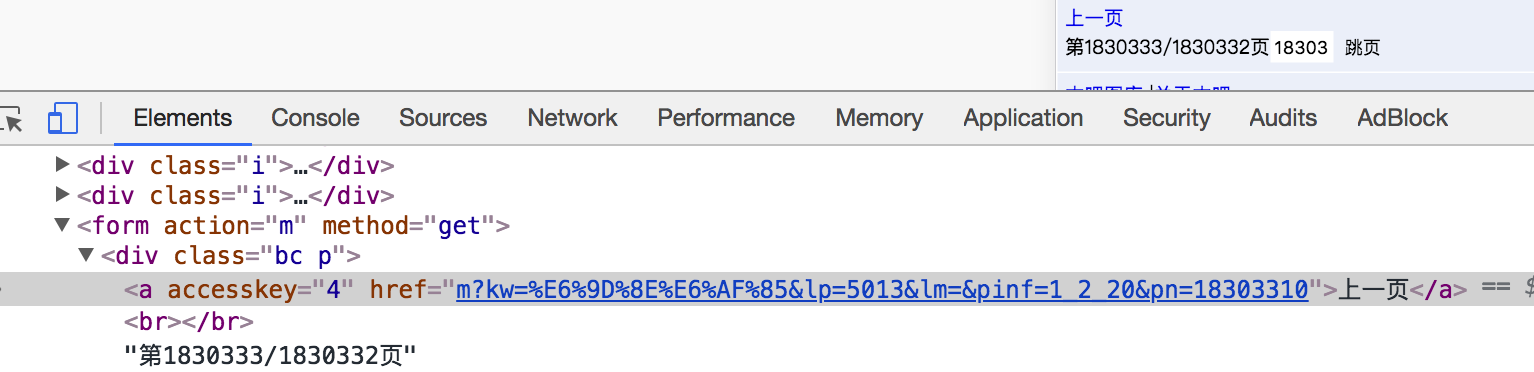 上一页
第1830333/1830332页 18303 跳页
Elements Console Sources Network Performance Memory Application Security Audits AdBlock
<div class="i">…</div>
<div class="i">…</div>
<form action="m" method="get">
<div class="bc p">
<a accesskey="4" href="m?kw=%E6%9D%8E%E6%AF%85&lp=5013&lm=&pinf=1_2_20&pn=18303310">上一页</a> == $
<br></br>
"第1830333/1830332页"